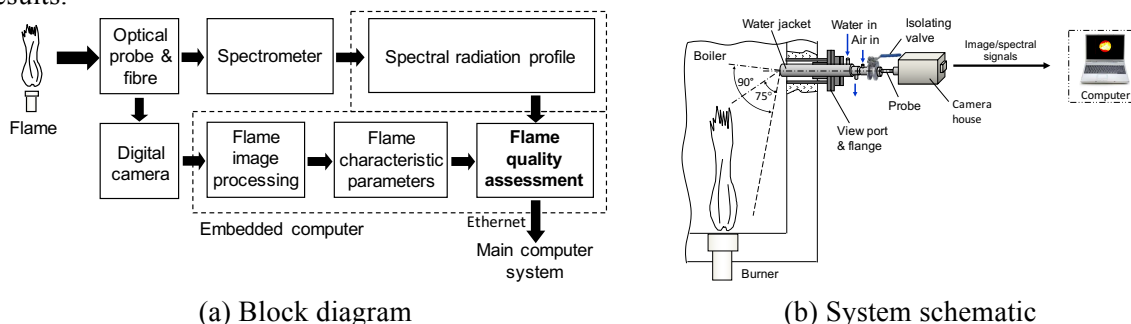 esults.
Flame
Optical
probe &
fibre
Spectrometer
Spectral radiation profile
Digital
camera
Flame
image
processing
Flame
characteristic
parameters
Flame
quality
assessment
Embedded computer
Ethernet
Main computer
system
(a) Block diagram
Water jacket
Water in
Air in
Isolating
valve
Boiler
90°
75°
Image/spectral
signals
Computer
Probe
Camera
house
View port
& flange
Burner
(b) System schematic